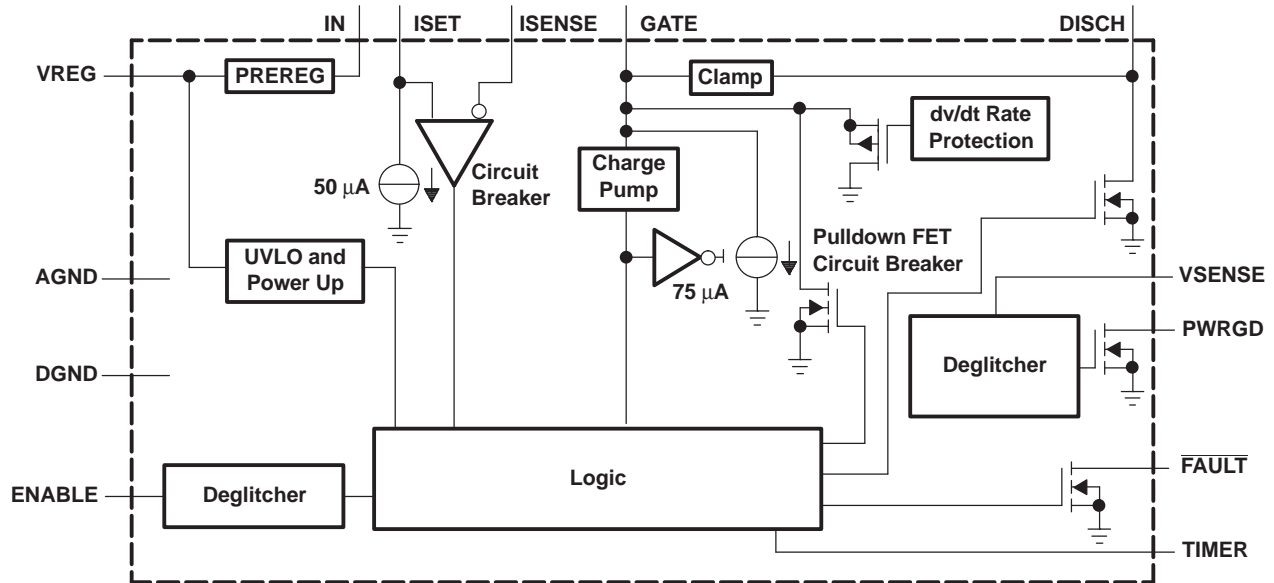 IN ISET ISENSE GATE DISCH
VREG
PREREG
Clamp
dv/dt Rate
Protection
Circuit
Breaker
50 μA
Charge
Pump
UVLO and
Power Up
Pulldown FET
Circuit Breaker
75 μA
AGND
VSENSE
PWRGD
Deglitcher
DGND
Logic
FAULT
ENABLE
Deglitcher
TIMER